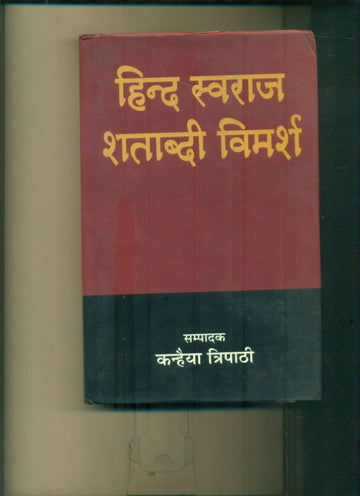 हिन्द स्वराज
शताब्दी विमर्श
सम्पादक
कन्हैया त्रिपाठी